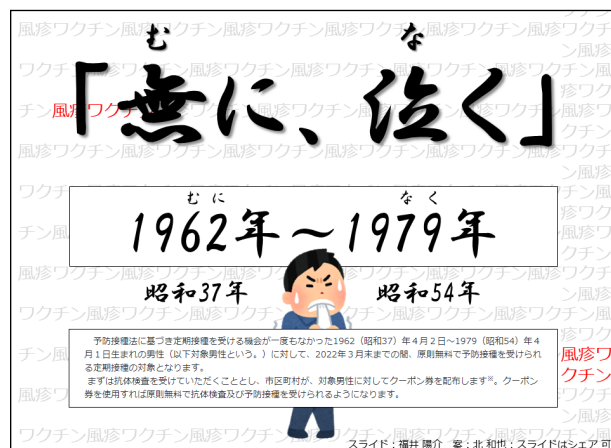 む な
「無に、泣く」
むに なく
1962年～1979年
昭和37年 昭和54年
予防接種法に基づき定期接種を受ける機会が一度もなかった1962（昭和37）年４月２日～1979（昭和54）年４
月１日生まれの男性（以下対象男性という。）に対して、2022年３月末までの間、原則無料で予防接種を受けられ
る定期接種の対象となります。
まずは抗体検査を受けていただくこととし、市区町村が、対象男性に対してクーポン券を配布します※。クーポン
券を使用すれば原則無料で抗体検査及び予防接種を受けられるようになります。
風疹ワクチン
風疹ワ
クチン
スライド：福井 陽介 案：北 和也：スライドはシェア 可